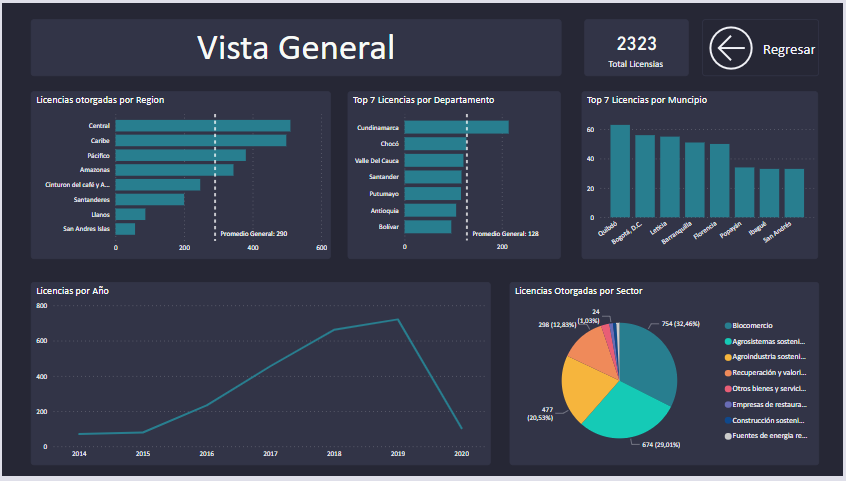 Vista General
2323
Total Licensias
Regresar
Licencias otorgadas por Region
Central
Caribe
Pácifico
Amazonas
Cinturon del café y A...
Santanderes
Llanos
San Andres Islas
Promedio General: 290
0
200
400
600
Top 7 Licencias por Departamento
Cundinamarca
Chocó
Valle Del Cauca
Santander
Putumayo
Antioquia
Bolívar
Promedio General: 128
0
200
Top 7 Licencias por Muncipio
60
40
20
0
Quibdó
Bogotá, D.C.
Leticia
Barranquilla
Florencia
Popayán
Ibagué
San Andrés
Licencias por Año
800
600
400
200
0
2014
2015
2016
2017
2018
2019
2020
Licencias Otorgadas por Sector
24
(1,03%)
298 (12,83%)
754 (32,46%)
477
(20,53%)
674 (29,01%)
Biocomercio
Agrosistemas sosteni...
Agroindustria sosteni...
Recuperación y valori...
Otros bienes y servici...
Empresas de restaura...
Construcción sosteni...
Fuentes de energía re...